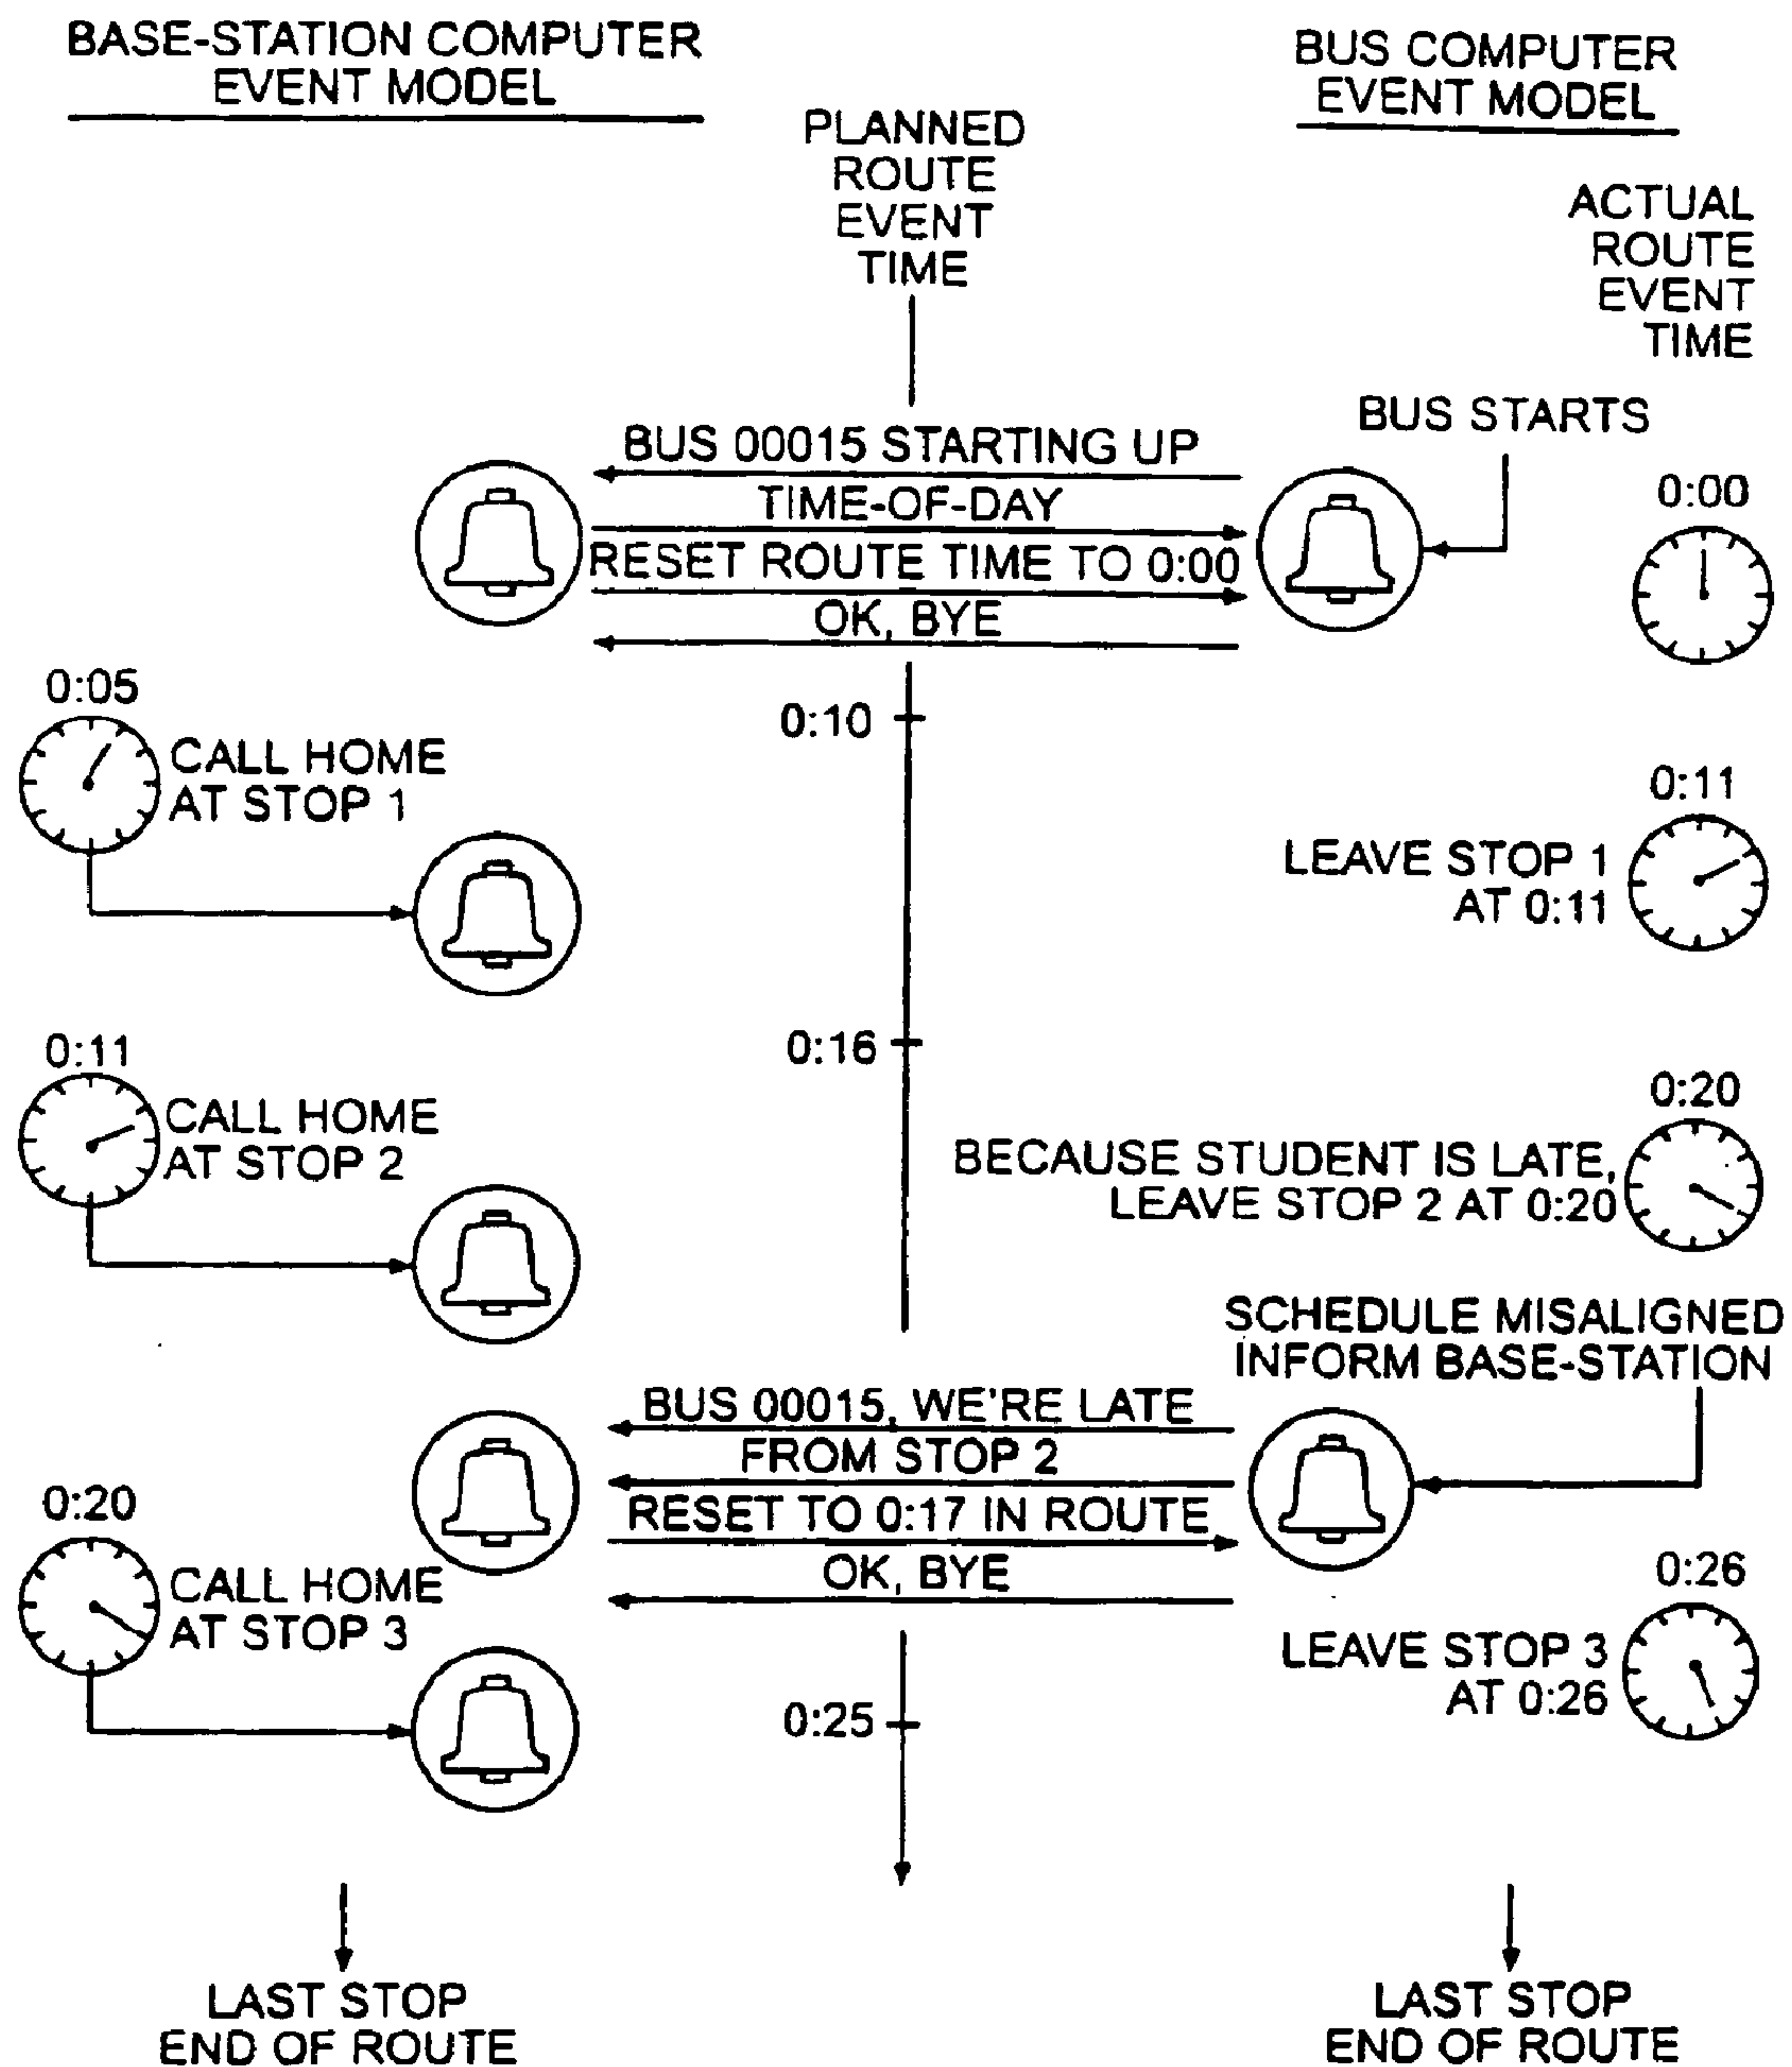 BASE-STATION COMPUTER
EVENT MODEL
BUS COMPUTER
EVENT MODEL
PLANNED
ROUTE
EVENT
TIME
ACTUAL
ROUTE
EVENT
TIME
BUS STARTS
BUS 00015 STARTING UP
TIME-OF-DAY
RESET ROUTE TIME TO 0:00
OK, BYE
0:00
0:05
CALL HOME
AT STOP 1
0:10
0:11
LEAVE STOP 1
AT 0:11
0:16
0:11
CALL HOME
AT STOP 2
0:20
BECAUSE STUDENT IS LATE,
LEAVE STOP 2 AT 0:20
SCHEDULE MISALIGNED
INFORM BASE-STATION
BUS 00015, WE'RE LATE
FROM STOP 2
RESET TO 0:17 IN ROUTE
OK, BYE
0:20
CALL HOME
AT STOP 3
0:26
LEAVE STOP 3
AT 0:26
0:25
LAST STOP
END OF ROUTE
LAST STOP
END OF ROUTE